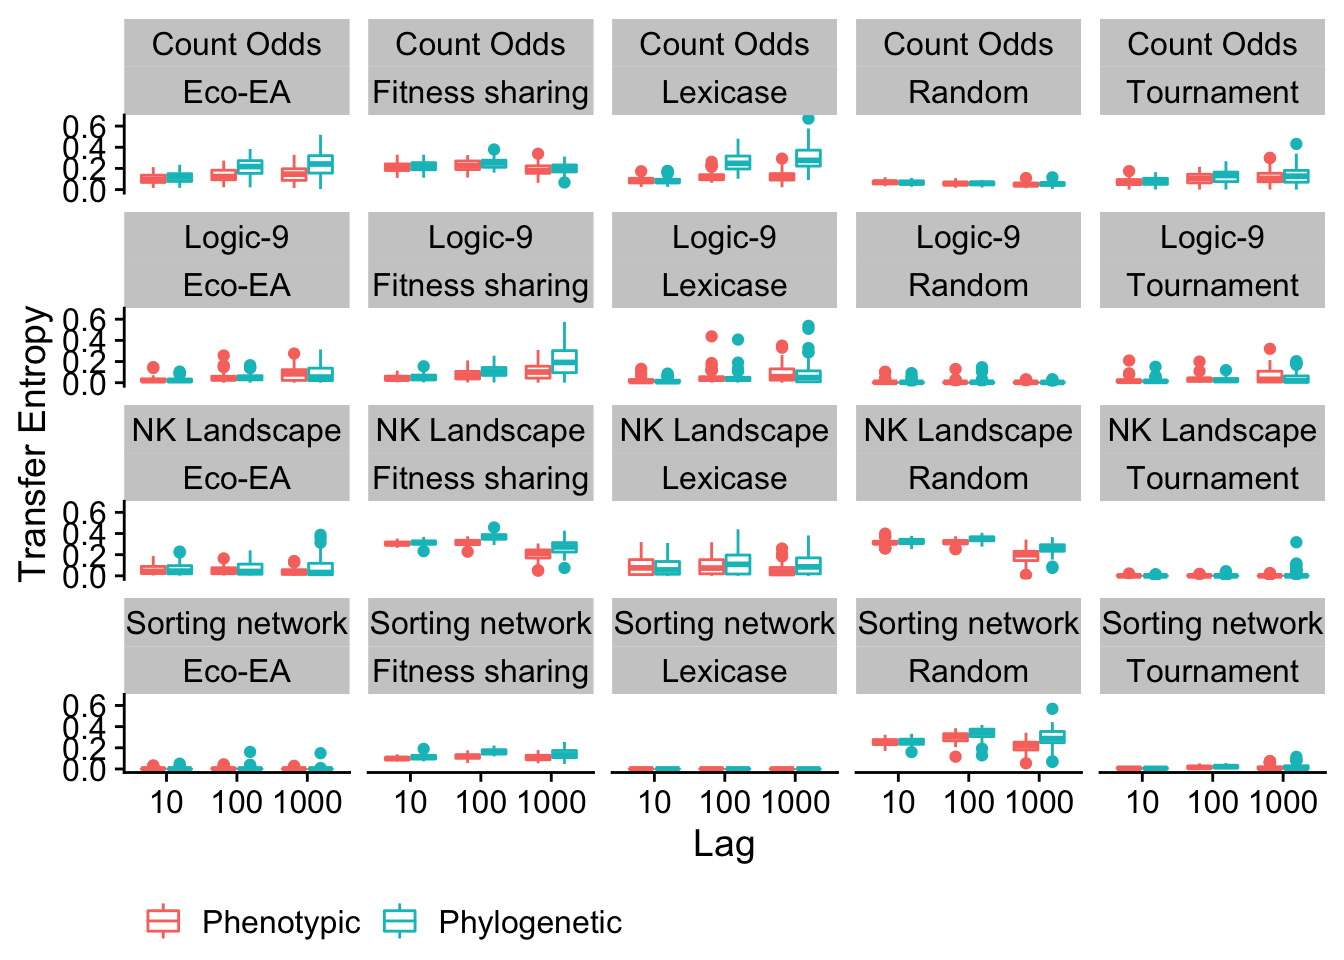 Count Odds Count Odds Count Odds Count Odds Count Odds
Eco-EA Fitness sharing Lexicase Random Tournament
0.6
0.4
0.2
0.0
Logic-9 Logic-9 Logic-9 Logic-9 Logic-9
Eco-EA Fitness sharing Lexicase Random Tournament
0.6
0.4
0.2
0.0
NK Landscape NK Landscape NK Landscape NK Landscape NK Landscape
Eco-EA Fitness sharing Lexicase Random Tournament
0.6
0.4
0.2
0.0
Sorting network Sorting network Sorting network Sorting network Sorting network
Eco-EA Fitness sharing Lexicase Random Tournament
0.6
0.4
0.2
0.0
10 100 1000 10 100 1000 10 100 1000 10 100 1000 10 100 1000
Transfer Entropy
Lag
Phenotypic Phylogenetic